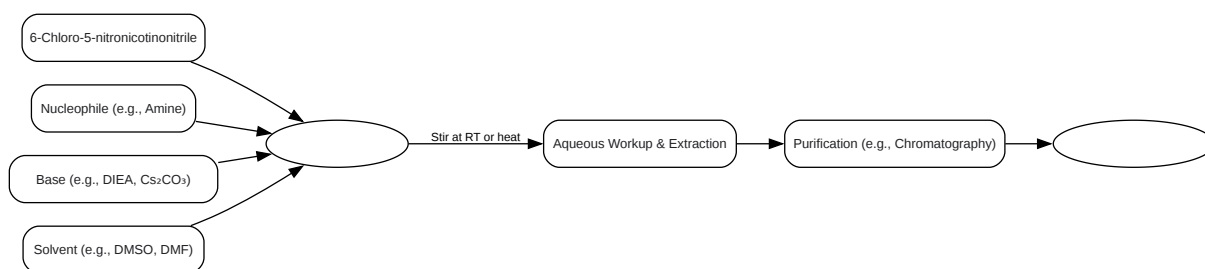 6-Chloro-5-nitronicotinonitrile
Nucleophile (e.g., Amine)
Base (e.g., DIEA, Cs₂CO₃)
Solvent (e.g., DMSO, DMF)
Stir at RT or heat
Aqueous Workup & Extraction
Purification (e.g., Chromatography)